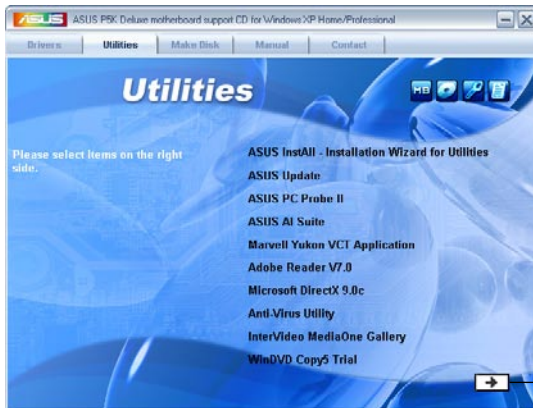 ASUS P5K Deluxe motherboard support CD for Windows XP Home/Professional
Drivers Utilities Make Disk Manual Contact
Utilities
MB
Please select items on the right
side.
ASUS InstAll - Installation Wizard for Utilities
ASUS Update
ASUS PC Probe II
ASUS AI Suite
Marvell Yukon VCT Application
Adobe Reader V7.0
Microsoft DirectX 9.0c
Anti-Virus Utility
InterVideo MediaOne Gallery
WinDVD Copy5 Trial